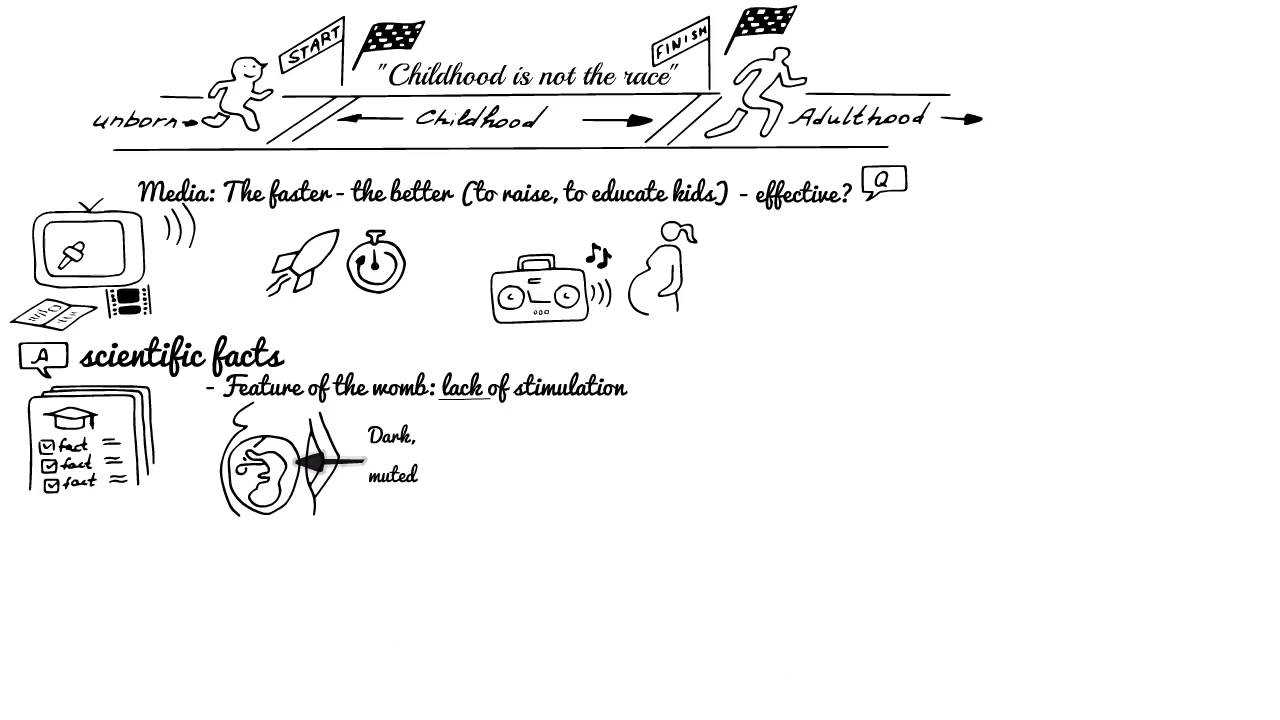 START
FINISH
"Childhood is not the race"
unborn
Childhood
Adulthood
Media: The faster - the better (to raise, to educate kids) - effective?
Q
A
scientific facts
- Feature of the womb: lack of stimulation
fact
fact
fact
Dark,
muted